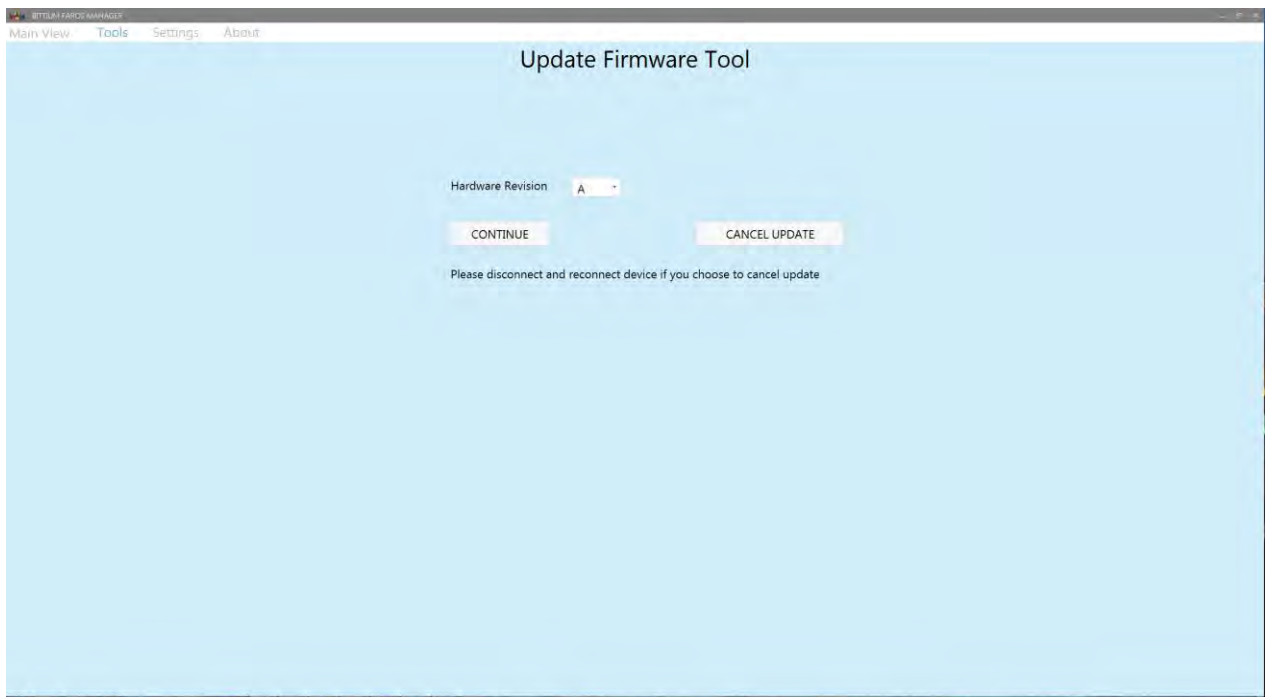 BITTIUM FAROS MANAGER
Main View Tools Settings About
Update Firmware Tool
Hardware Revision A
CONTINUE CANCEL UPDATE
Please disconnect and reconnect device if you choose to cancel update